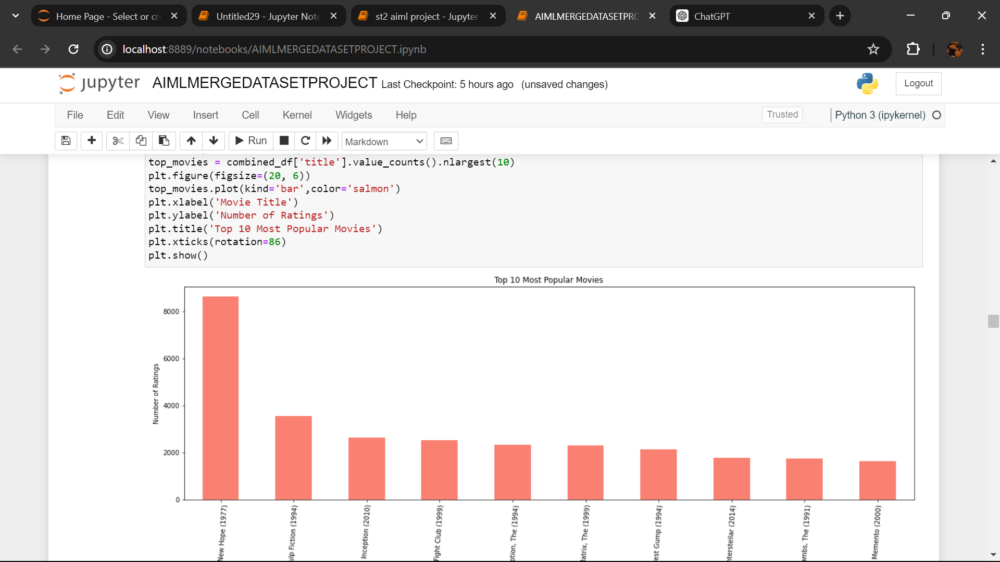 Home Page - Select or cr
Untitled29 - Jupyter Note
st2 aiml project - Jupyter
AIMLMERGEDATASETPRO
ChatGPT
localhost:8889/notebooks/AIMLMERGEDATASETPROJECT.ipynb
jupyter AIMLMERGEDATASETPROJECT Last Checkpoint: 5 hours ago (unsaved changes)
Logout
File Edit View Insert Cell Kernel Widgets Help
Trusted
Python 3 (ipykernel)
Run
Markdown
top_movies = combined_df['title'].value_counts().nlargest(10)
plt.figure(figsize=(20, 6))
top_movies.plot(kind='bar',color='salmon')
plt.xlabel('Movie Title')
plt.ylabel('Number of Ratings')
plt.title('Top 10 Most Popular Movies')
plt.xticks(rotation=86)
plt.show()
Top 10 Most Popular Movies
Number of Ratings
8000
6000
4000
2000
0
New Hope (1977)
ulp Fiction (1994)
Inception (2010)
Fight Club (1999)
ption, The (1994)
latrix, The (1999)
rest Gump (1994)
nterstellar (2014)
ambs, The (1991)
Memento (2000)